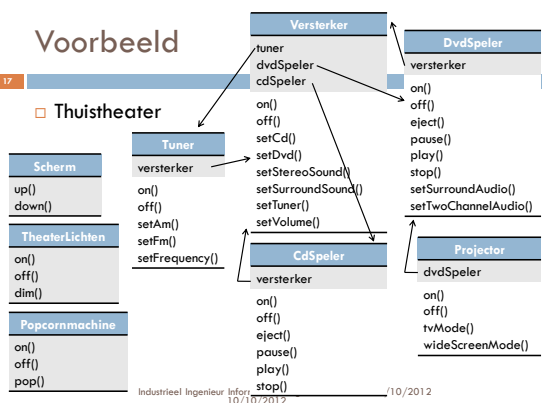 Voorbeeld
17
Thuistheater
Versterker
tuner
dvdSpeler
cdSpeler
on()
off()
setCd()
setDvd()
setStereoSound()
setSurroundSound()
setTuner()
setVolume()
DvdSpeler
versterker
on()
off()
eject()
pause()
play()
stop()
setSurroundAudio()
setTwoChannelAudio()
Tuner
versterker
on()
off()
setAm()
setFm()
setFrequency()
Scherm
up()
down()
TheaterLichten
on()
off()
dim()
Popcornmachine
on()
off()
pop()
CdSpeler
versterker
on()
off()
eject()
pause()
play()
stop()
Projector
dvdSpeler
on()
off()
tvMode()
wideScreenMode()
Industrieel Ingenieur Infor
/10/2012
10/10/2012